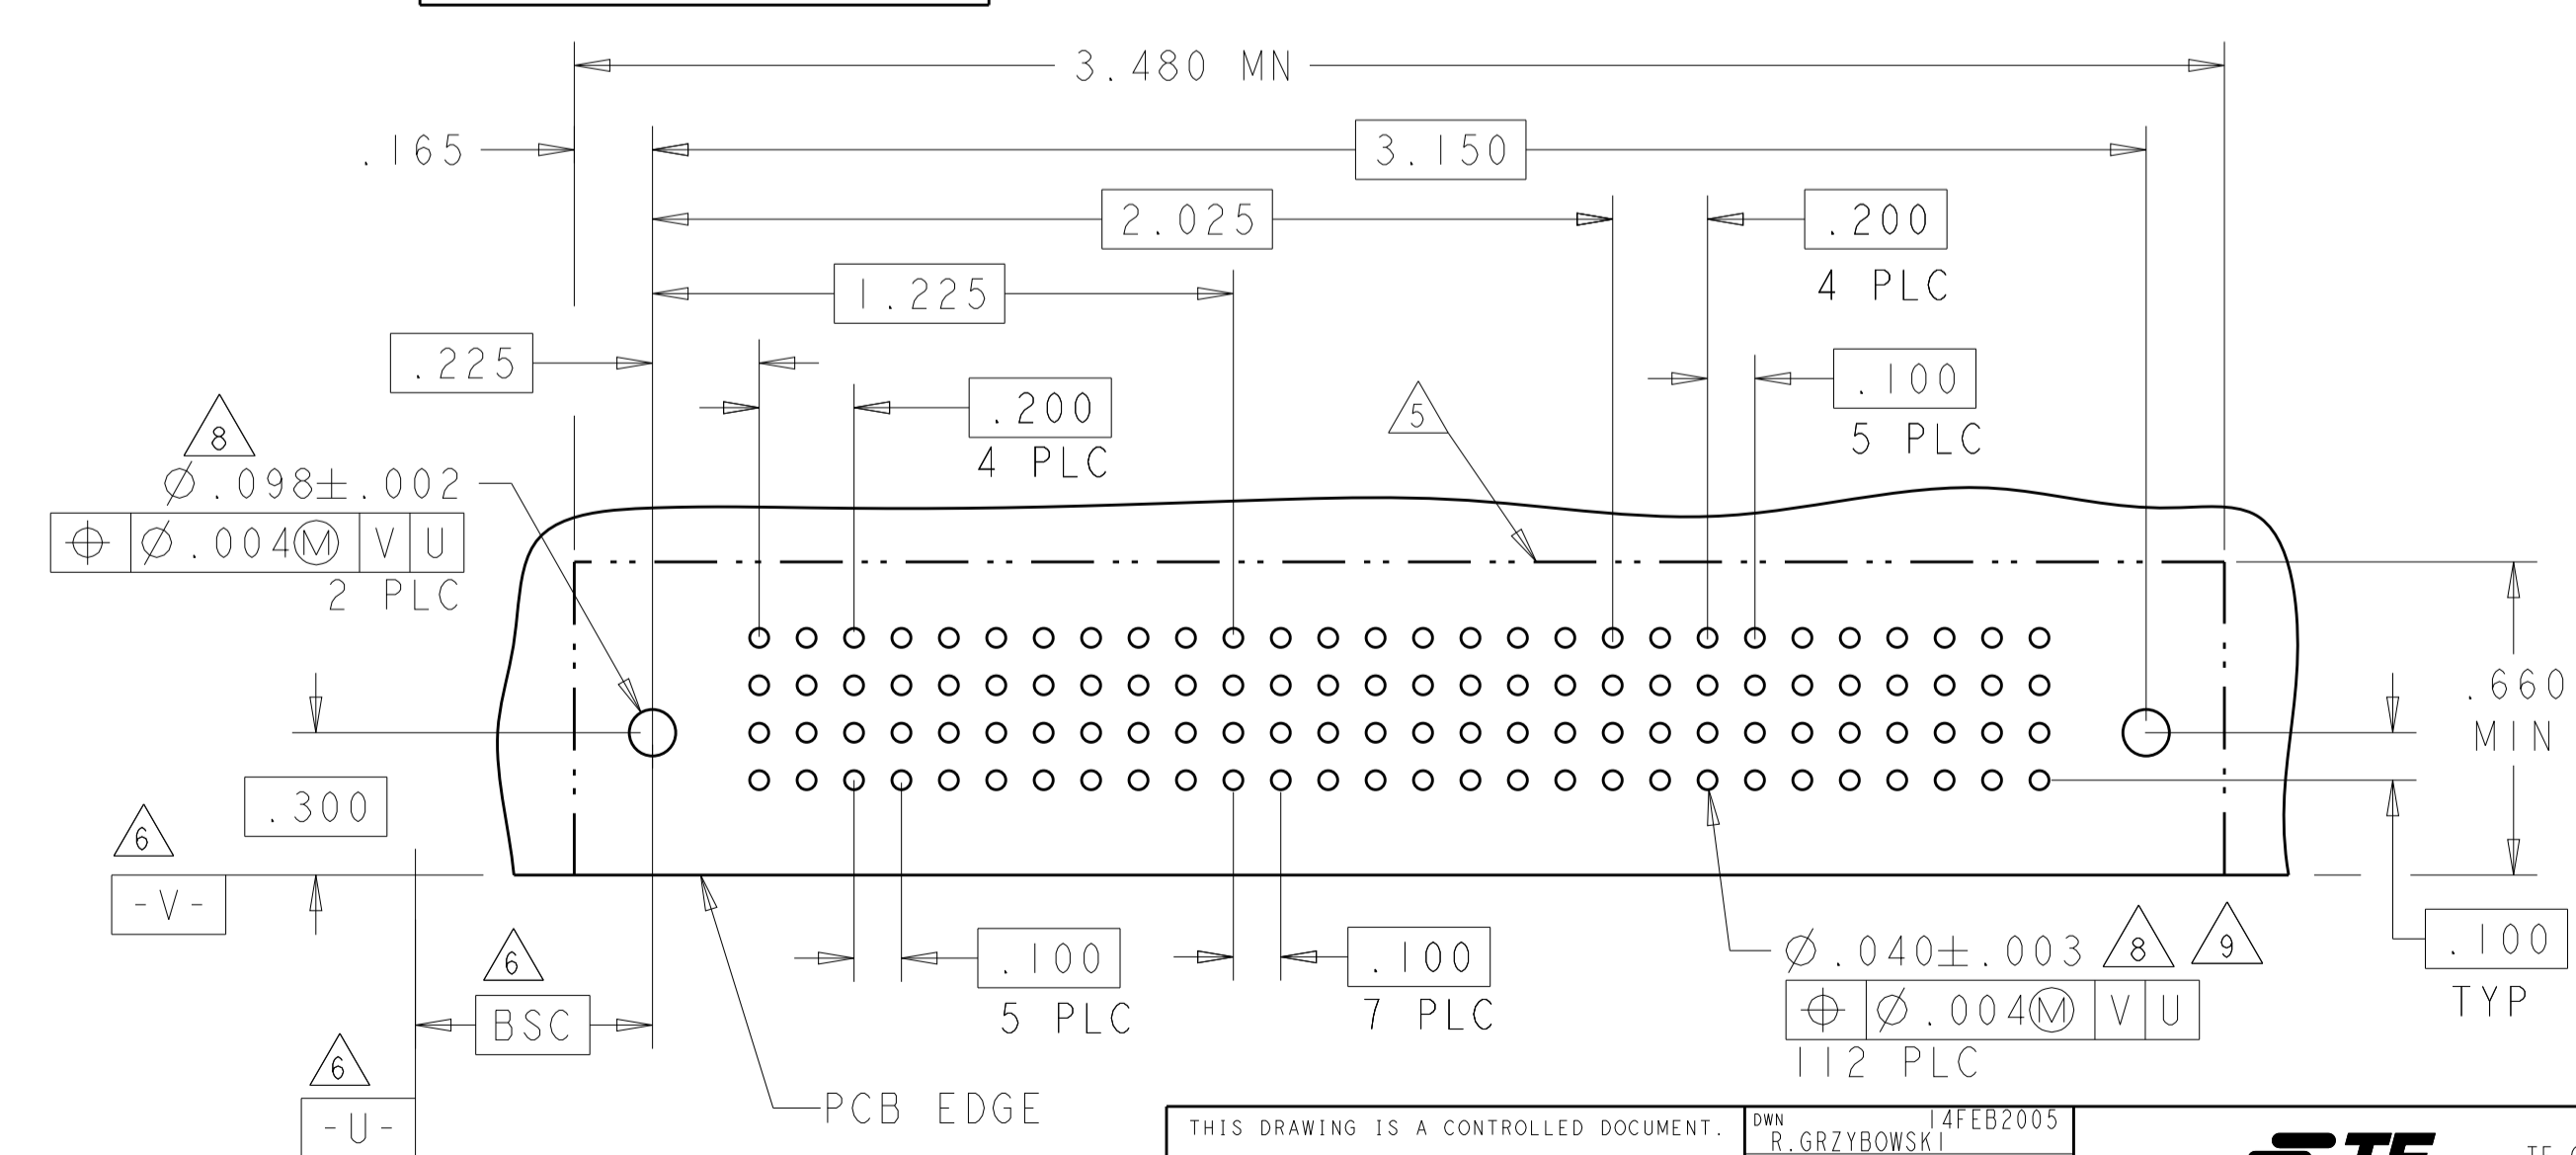 3.480 MN
.165
3.150
2.025
.200
4 PLC
1.225
.225
.200
4 PLC
.100
5 PLC
5
8
⌀.098±.002
⌖ ⌀.004Ⓜ V U
2 PLC
.660
MIN
.300
6
-V-
6
BSC
6
-U-
.100
5 PLC
.100
7 PLC
⌀.040±.003 8 9
⌖ ⌀.004Ⓜ V U
112 PLC
.100
TYP
PCB EDGE
THIS DRAWING IS A CONTROLLED DOCUMENT.
DWN 14FEB2005
R.GRZYBOWSKI
TE